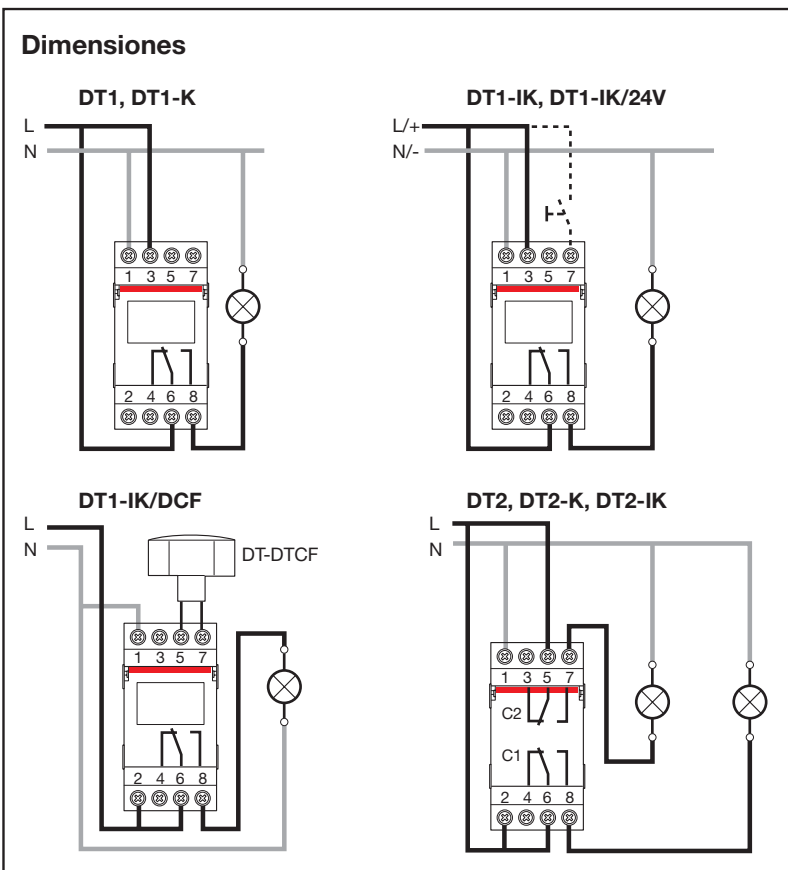 Dimensiones
DT1, DT1-K
L
N
1 3 5 7
2 4 6 8
DT1-IK, DT1-IK/24V
L/+
N/-
1 3 5 7
2 4 6 8
DT1-IK/DCF
L
N
DT-DTCF
1 3 5 7
2 4 6 8
DT2, DT2-K, DT2-IK
L
N
1 3 5 7
C2
C1
2 4 6 8